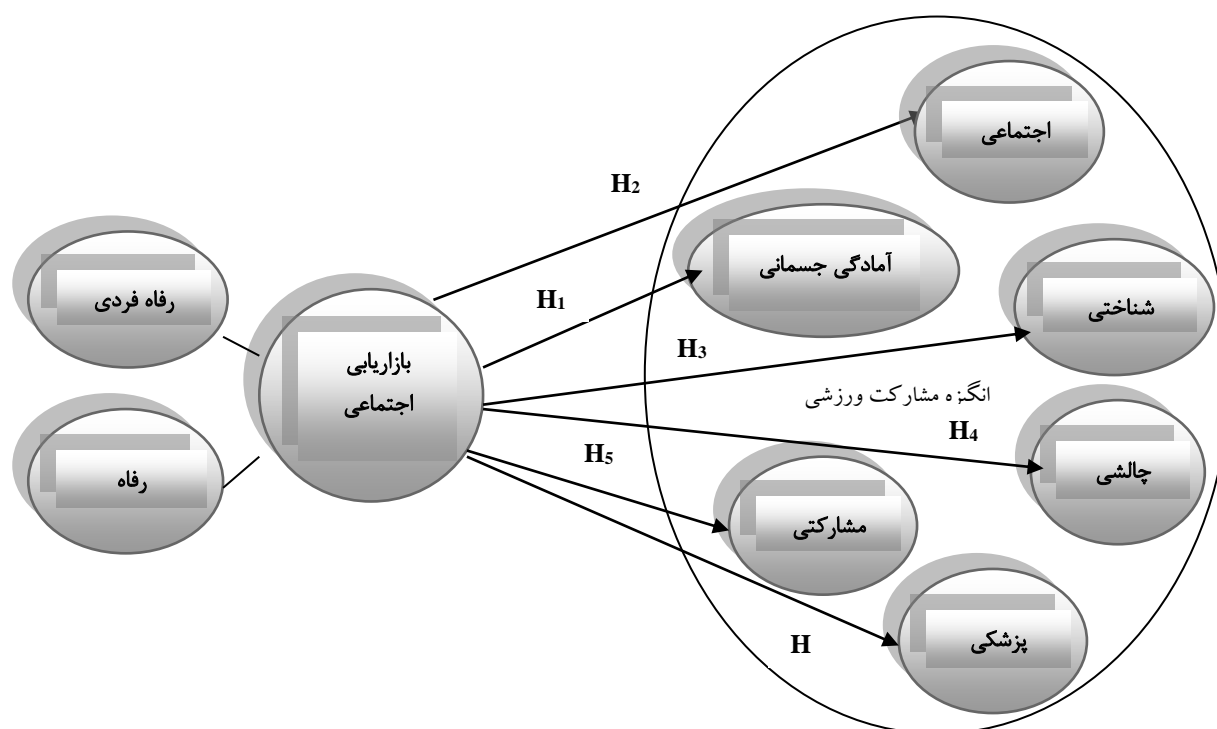 اجتماعی
H₂
آمادگی جسمانی
رفاه فردی
H₁
شناختی
بازاریابی
اجتماعی
H₃
انگزه مشارکت ورزشی
H₄
H₅
چالشی
رفاه
مشارکتی
پزشکی
H